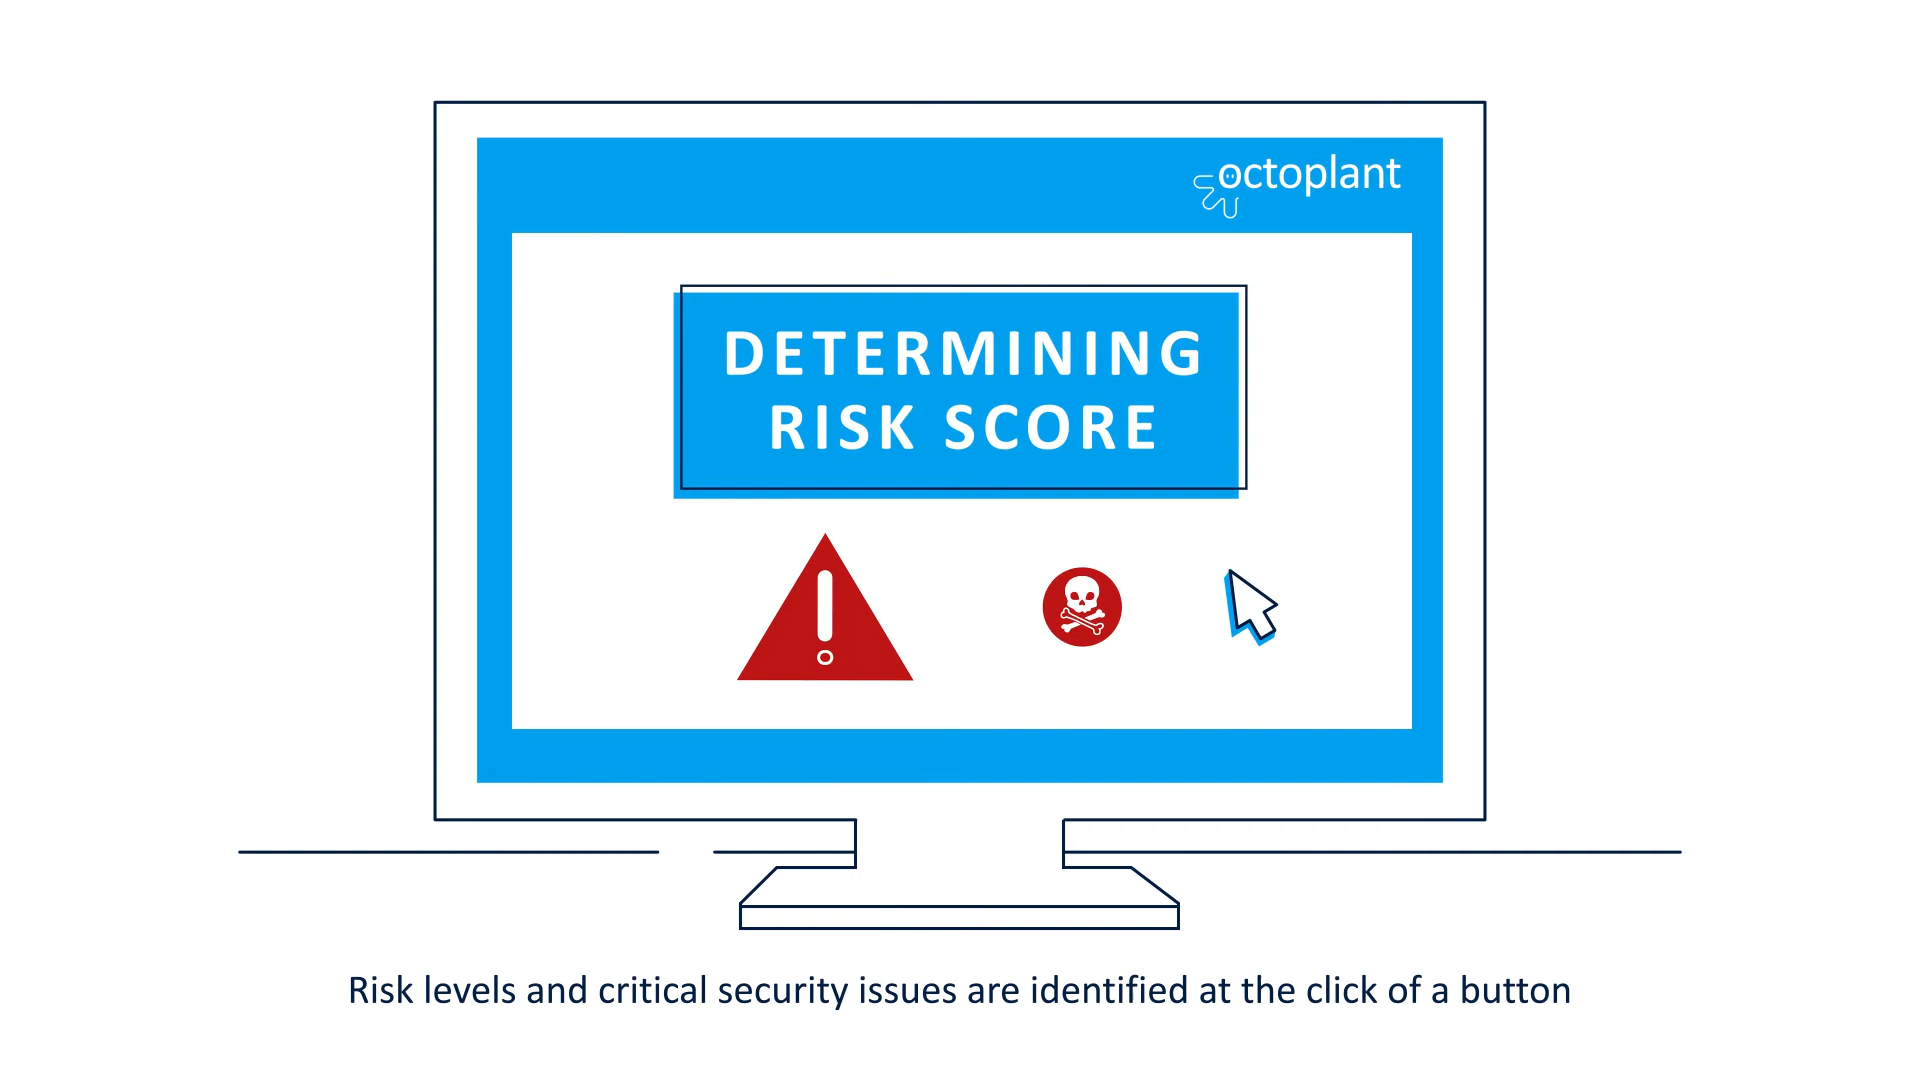 octoplant
DETERMINING
RISK SCORE
Risk levels and critical security issues are identified at the click of a button